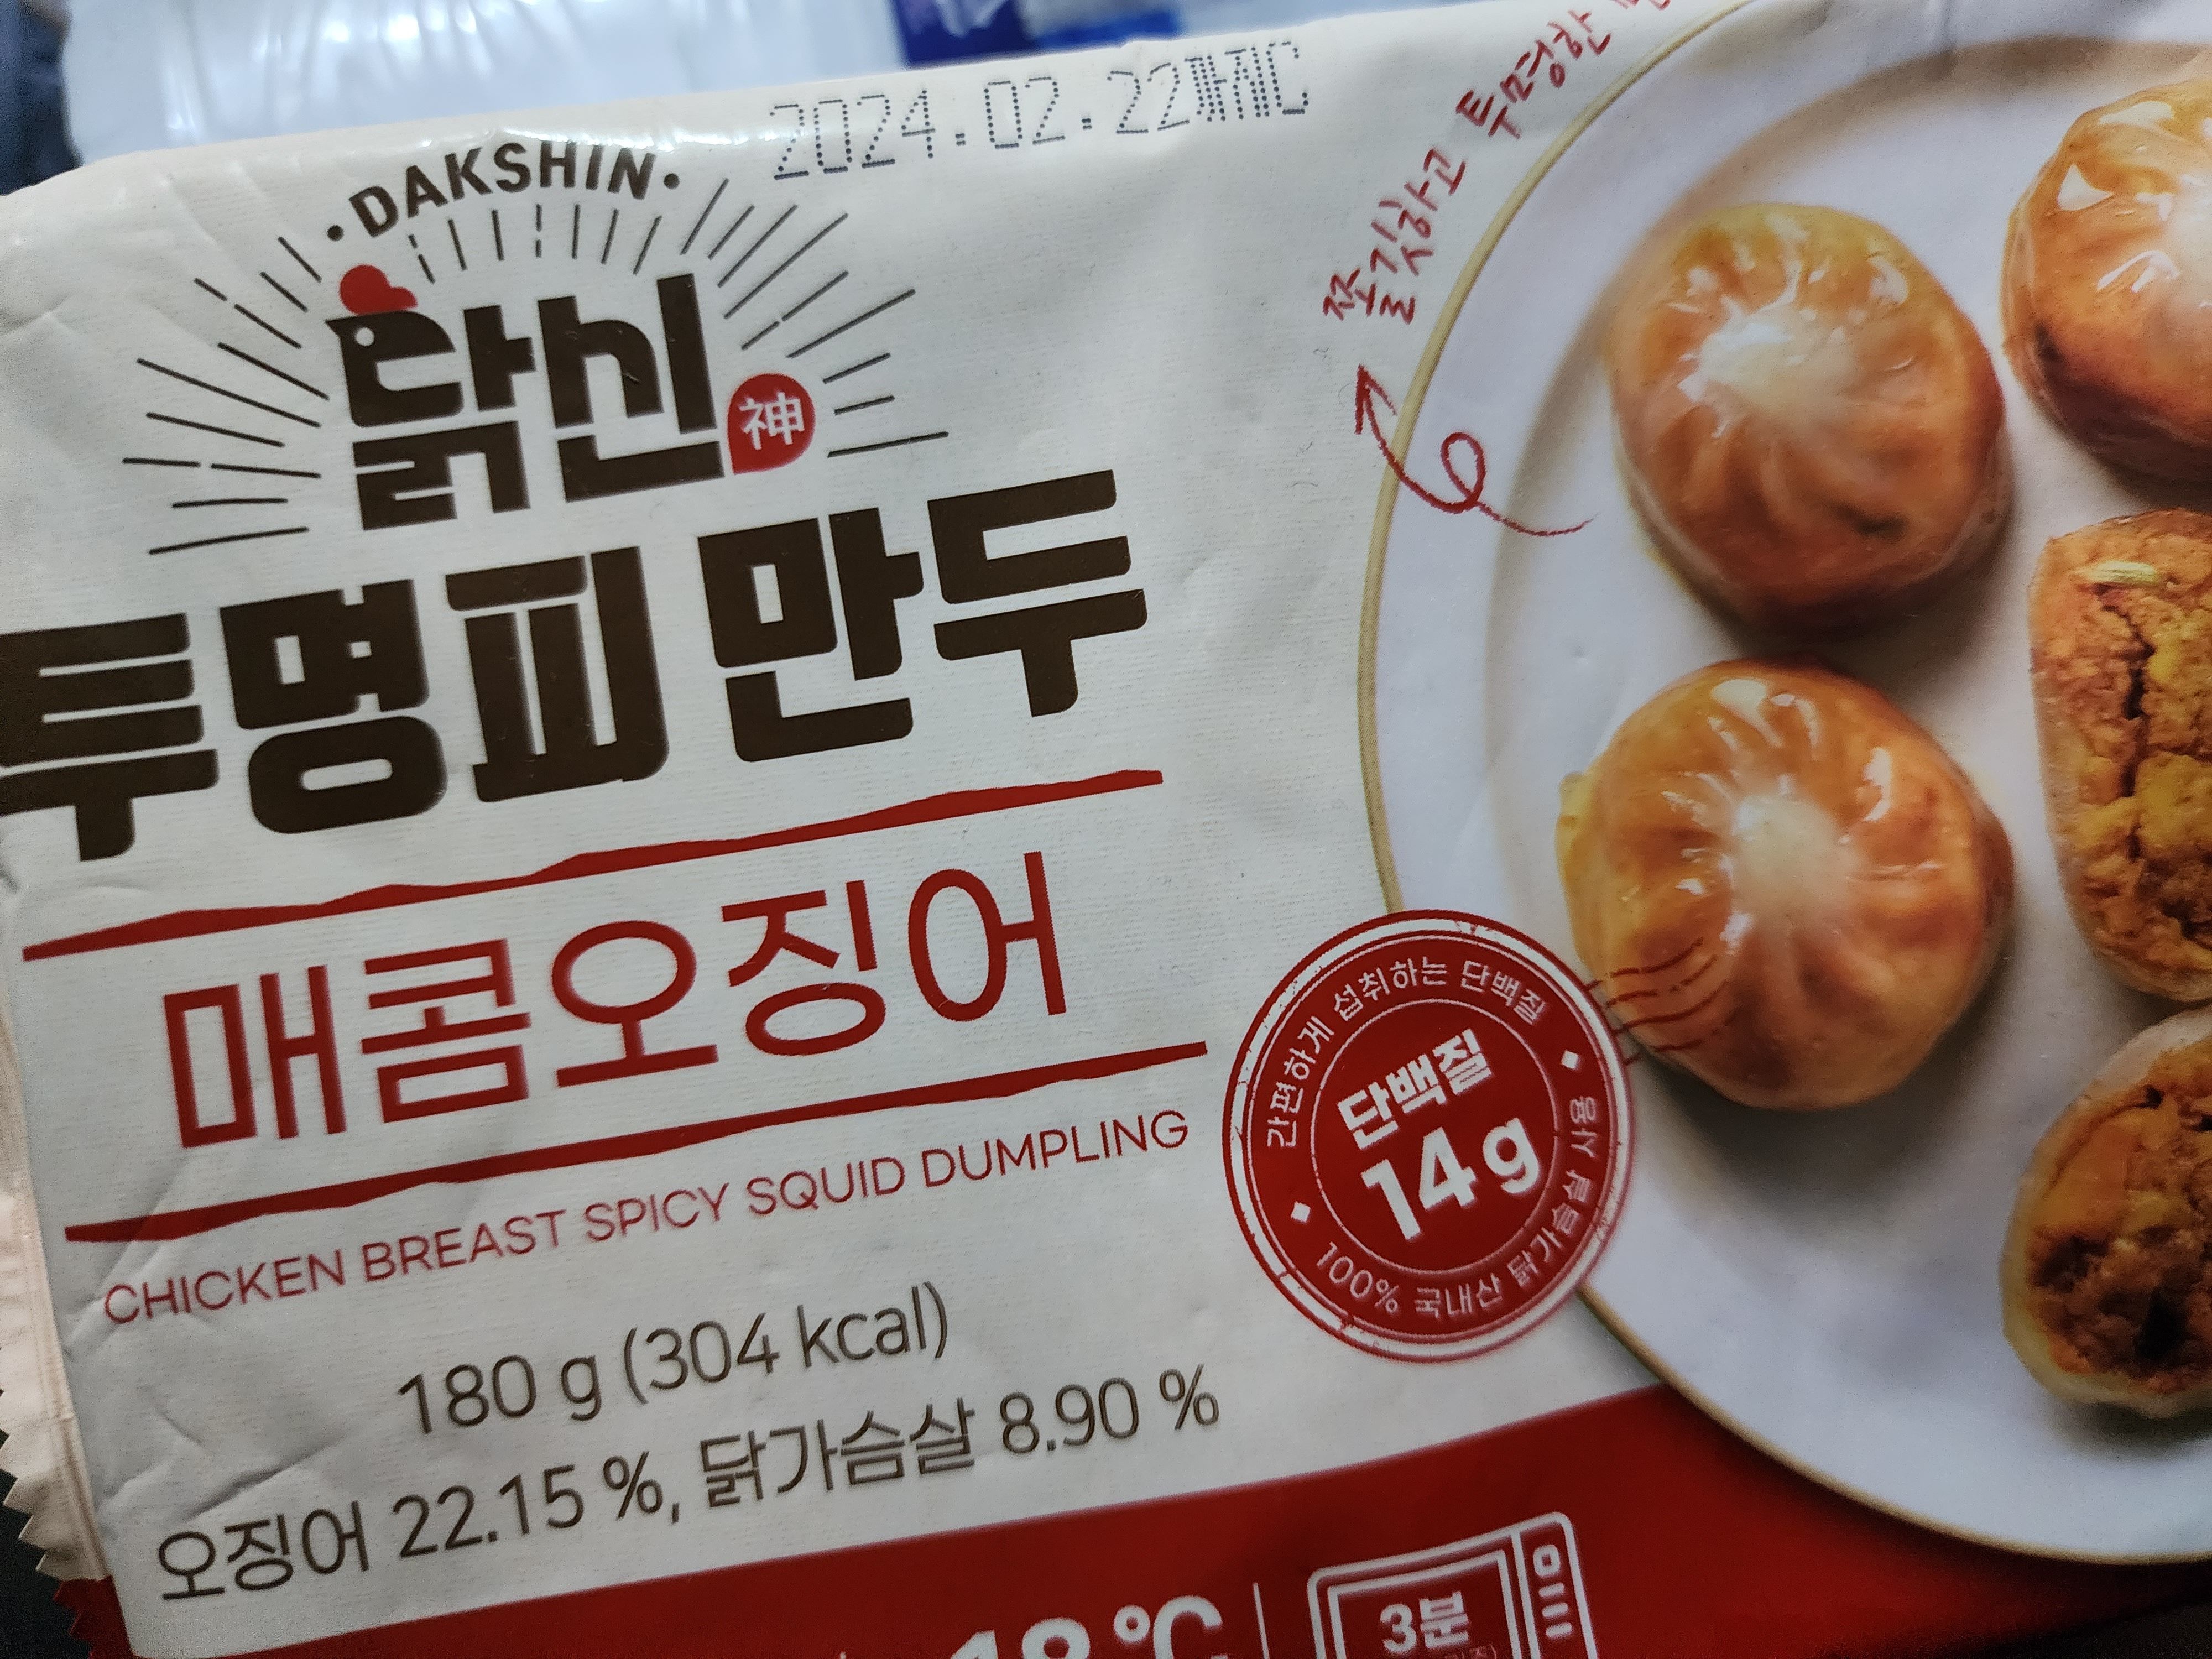 2024.02.22까지C
·DAKSHIN·
닭신
神
투명피 만두
매콤오징어
CHICKEN BREAST SPICY SQUID DUMPLING
180 g (304 kcal)
오징어 22.15 %, 닭가슴살 8.90 %
쫄깃하고 투명한
간편하게 섭취하는 단백질
단백질
14g
100% 국내산 닭가슴살 사용
18 °C
3분